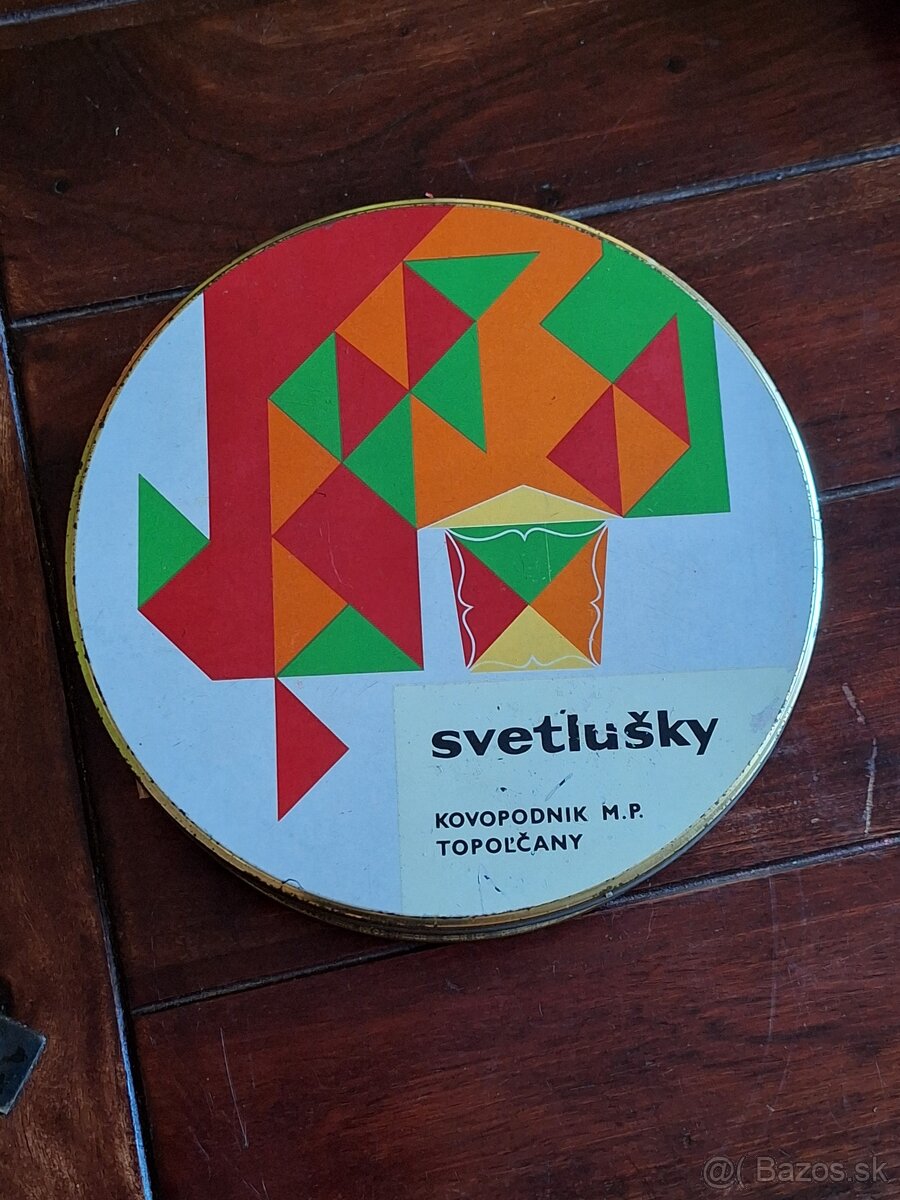 svetlušky
KOVOPODNIK M.P.
TOPOĽČANY
@( Bazos.sk